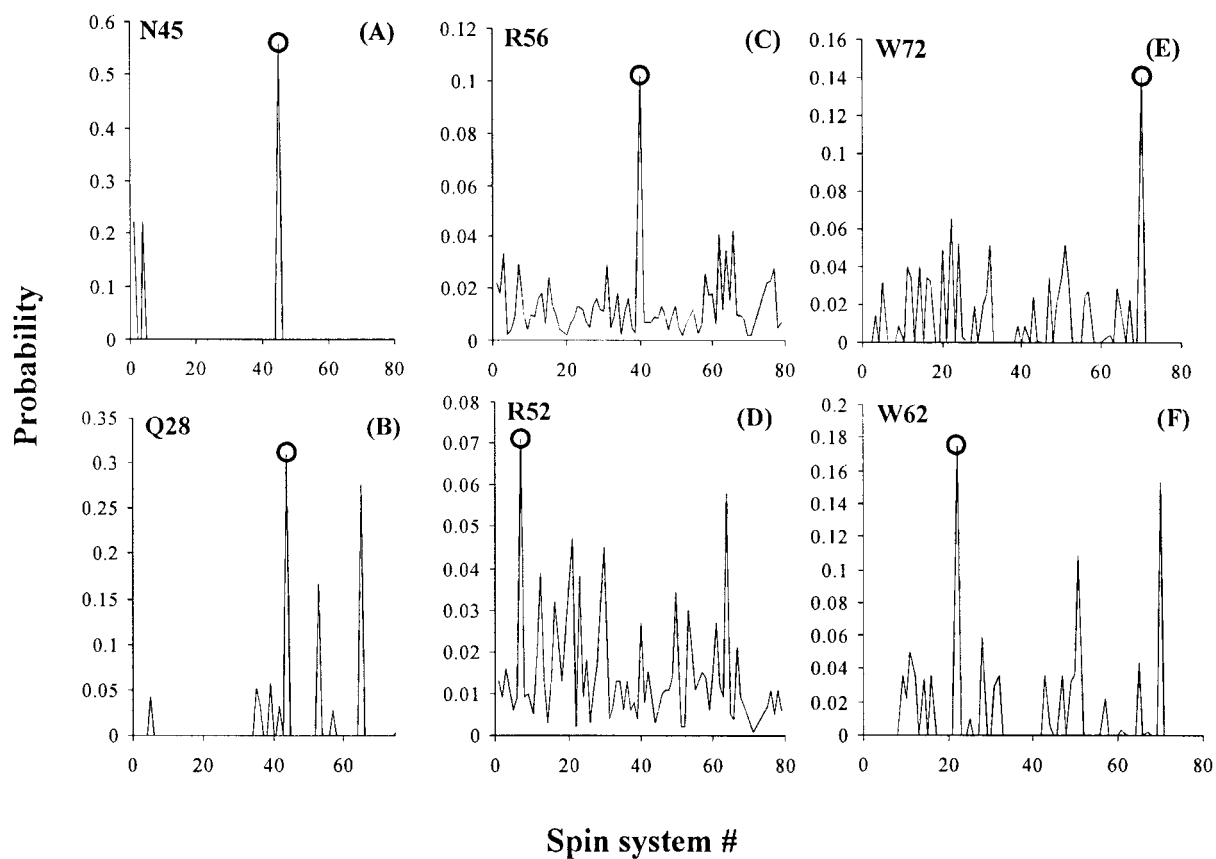 Probability
N45
(A)
0.6
0.5
0.4
0.3
0.2
0.1
0
0 20 40 60 80
R56
(C)
0.12
0.1
0.08
0.06
0.04
0.02
0
0 20 40 60 80
W72
(E)
0.16
0.14
0.12
0.1
0.08
0.06
0.04
0.02
0
0 20 40 60 80
Q28
(B)
0.35
0.3
0.25
0.2
0.15
0.1
0.05
0
0 20 40 60
R52
(D)
0.08
0.07
0.06
0.05
0.04
0.03
0.02
0.01
0
0 20 40 60 80
W62
(F)
0.2
0.18
0.16
0.14
0.12
0.1
0.08
0.06
0.04
0.02
0
0 20 40 60 80
Spin system #